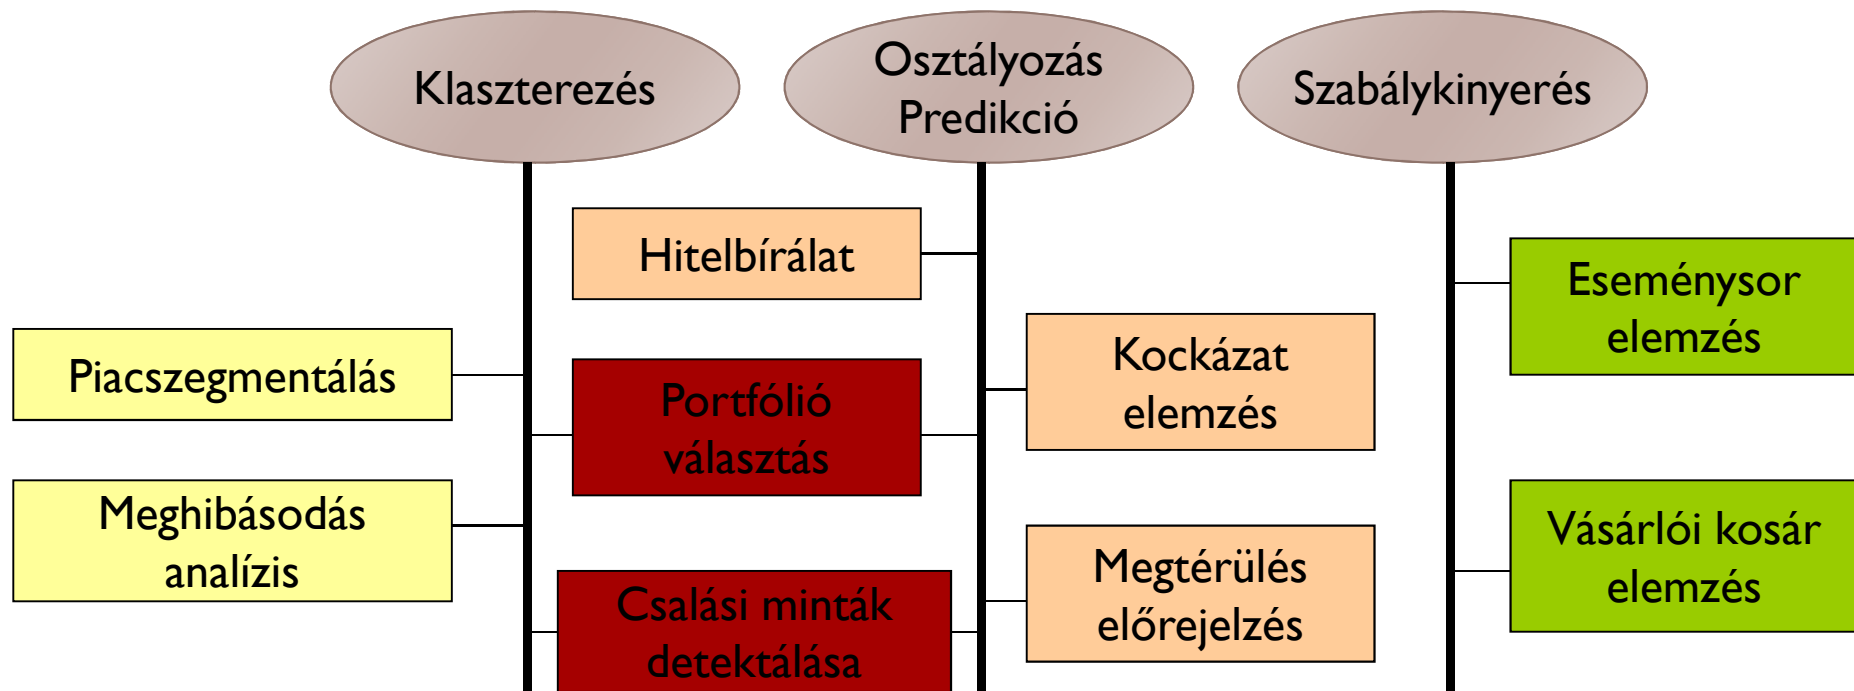 Klaszterezés
Osztályozás
Predikció
Szabálykinyerés
Hitelbírálat
Eseménysor
elemzés
Piacszegmentálás
Portfólió
választás
Kockázat
elemzés
Meghibásodás
analízis
Vásárlói kosár
elemzés
Csalási minták
detektálása
Megtérülés
előrejelzés